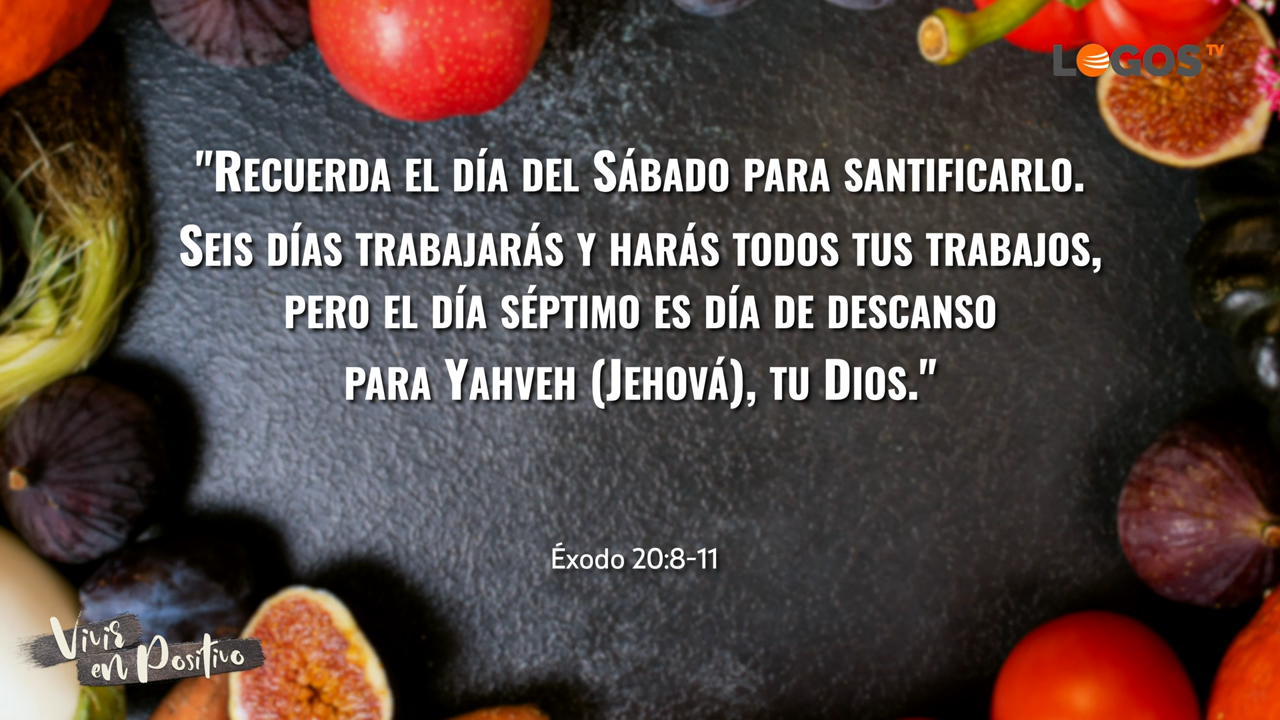 LOGOS TV
"Recuerda el día del Sábado para santificarlo.
Seis días trabajarás y harás todos tus trabajos,
pero el día séptimo es día de descanso
para Yahveh (Jehová), tu Dios."
Éxodo 20:8-11
Vivir
en Positivo